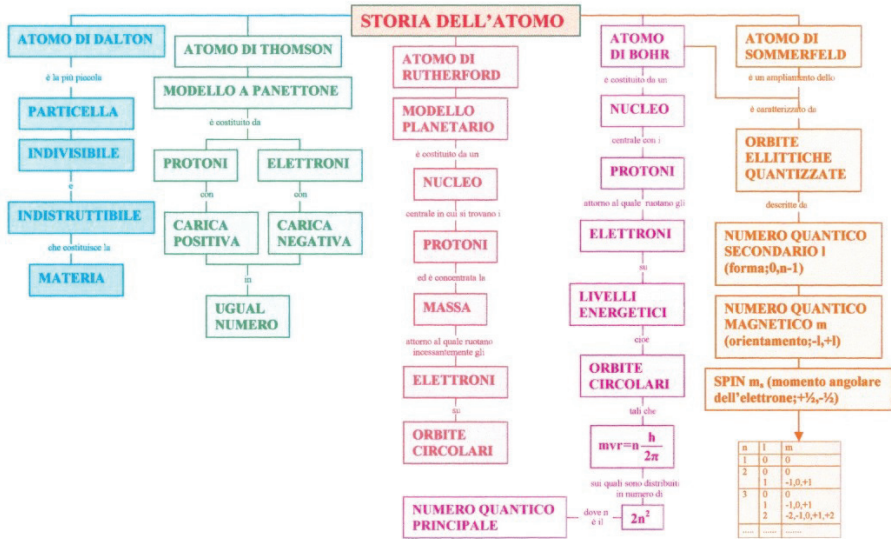 STORIA DELL'ATOMO
ATOMO DI DALTON
è la più piccola
PARTICELLA
INDIVISIBILE
e
INDISTRUTTIBILE
che costituisce la
MATERIA
ATOMO DI THOMSON
MODELLO A PANETTONE
è costituito da
PROTONI
con
CARICA
POSITIVA
ELETTRONI
con
CARICA
NEGATIVA
in
UGUAL
NUMERO
ATOMO DI
RUTHERFORD
MODELLO
PLANETARIO
è costituito da un
NUCLEO
centrale in cui si trovano i
PROTONI
ed è concentrata la
MASSA
attorno al quale ruotano
incessantemente gli
ELETTRONI
su
ORBITE
CIRCOLARI
ATOMO
DI BOHR
è costituito da un
NUCLEO
centrale con i
PROTONI
attorno al quale ruotano gli
ELETTRONI
su
LIVELLI
ENERGETICI
cioè
ORBITE
CIRCOLARI
tali che
mvr=n h/2π
sui quali sono distribuiti
in numero di
2n²
dove n
è il
NUMERO QUANTICO
PRINCIPALE
ATOMO DI
SOMMERFELD
è un ampliamento dello
è caratterizzato da
ORBITE
ELLITTICHE
QUANTIZZATE
descritte da
NUMERO QUANTICO
SECONDARIO l
(forma;0,n-1)
NUMERO QUANTICO
MAGNETICO m
(orientamento;-l,+l)
SPIN mₛ (momento angolare
dell'elettrone;+½,-½)
n l m
1 0 0
2 0 0
1 -1,0,+1
3 0 0
1 -1,0,+1
2 -2,-1,0,+1,+2
..... ...... .......